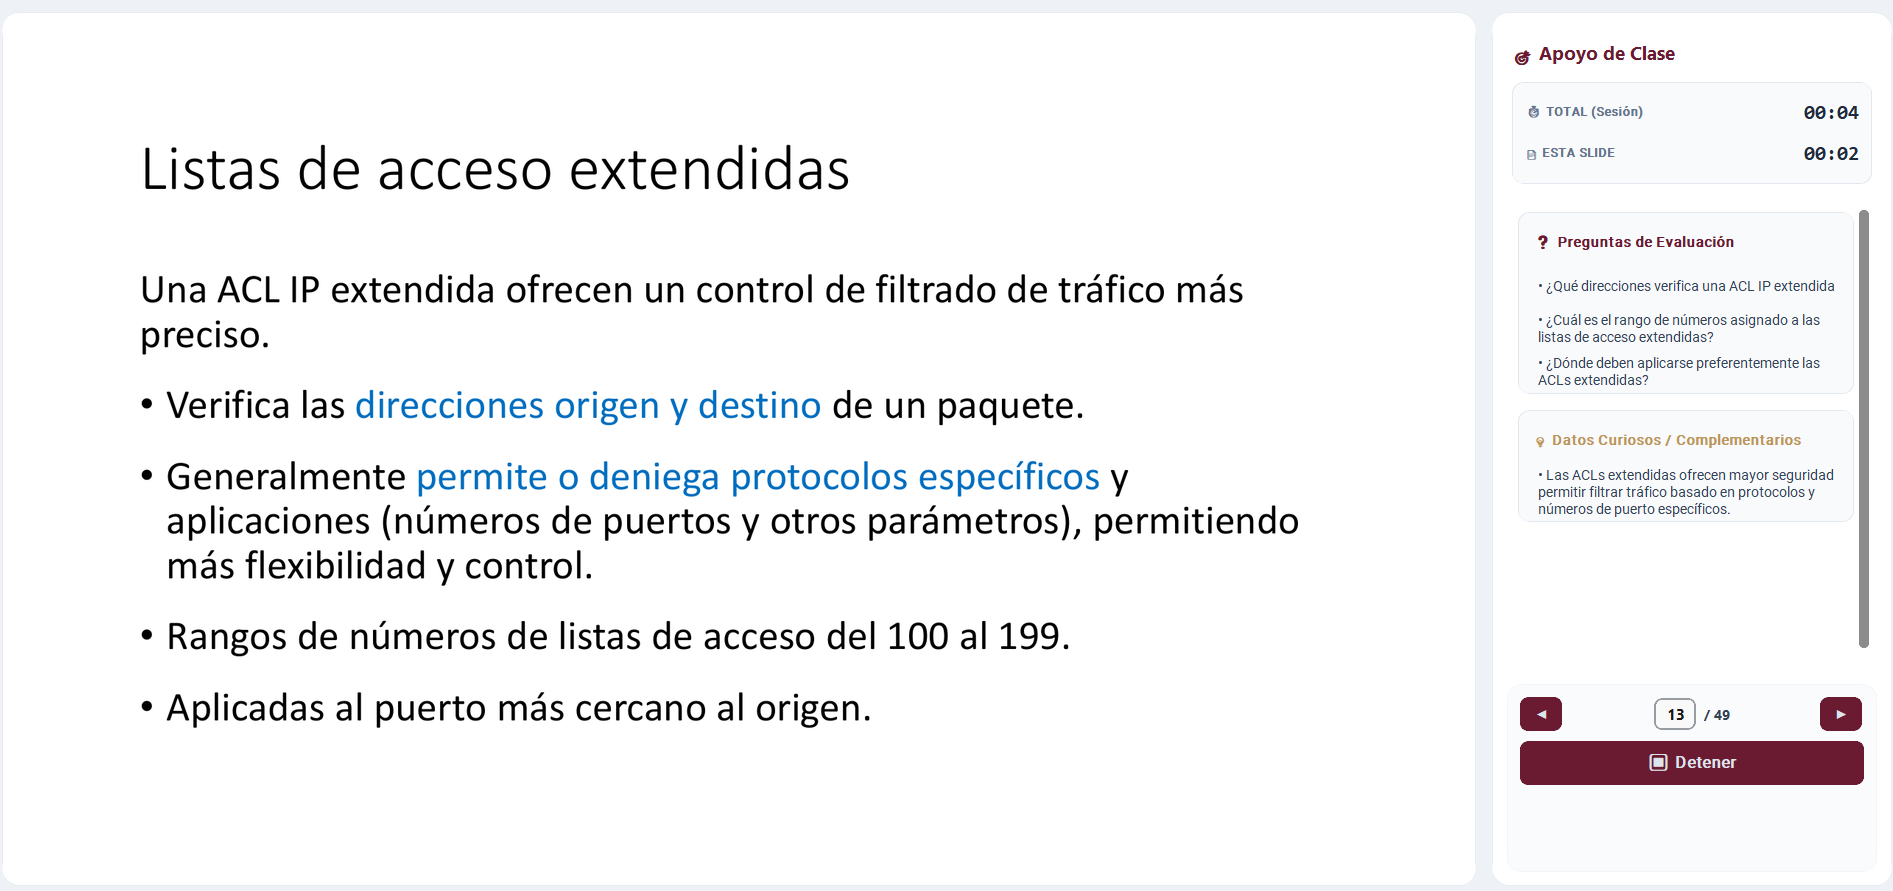 Listas de acceso extendidas
Una ACL IP extendida ofrecen un control de filtrado de tráfico más
preciso.
• Verifica las direcciones origen y destino de un paquete.
• Generalmente permite o deniega protocolos específicos y
aplicaciones (números de puertos y otros parámetros), permitiendo
más flexibilidad y control.
• Rangos de números de listas de acceso del 100 al 199.
• Aplicadas al puerto más cercano al origen.
Apoyo de Clase
TOTAL (Sesión) 00:04
ESTA SLIDE 00:02
? Preguntas de Evaluación
• ¿Qué direcciones verifica una ACL IP extendida
• ¿Cuál es el rango de números asignado a las
listas de acceso extendidas?
• ¿Dónde deben aplicarse preferentemente las
ACLs extendidas?
Datos Curiosos / Complementarios
• Las ACLs extendidas ofrecen mayor seguridad
permitir filtrar tráfico basado en protocolos y
números de puerto específicos.
◄ 13 / 49 ►
Detener